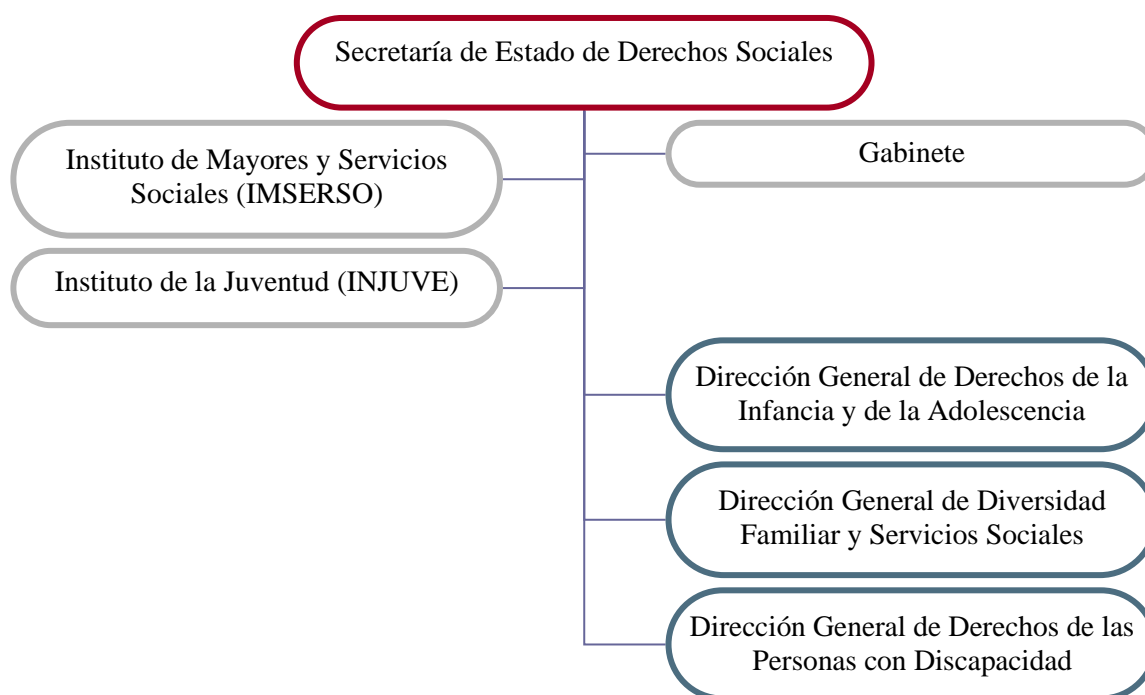 Secretaría de Estado de Derechos Sociales
Instituto de Mayores y Servicios
Sociales (IMSERSO)
Gabinete
Instituto de la Juventud (INJUVE)
Dirección General de Derechos de la
Infancia y de la Adolescencia
Dirección General de Diversidad
Familiar y Servicios Sociales
Dirección General de Derechos de las
Personas con Discapacidad